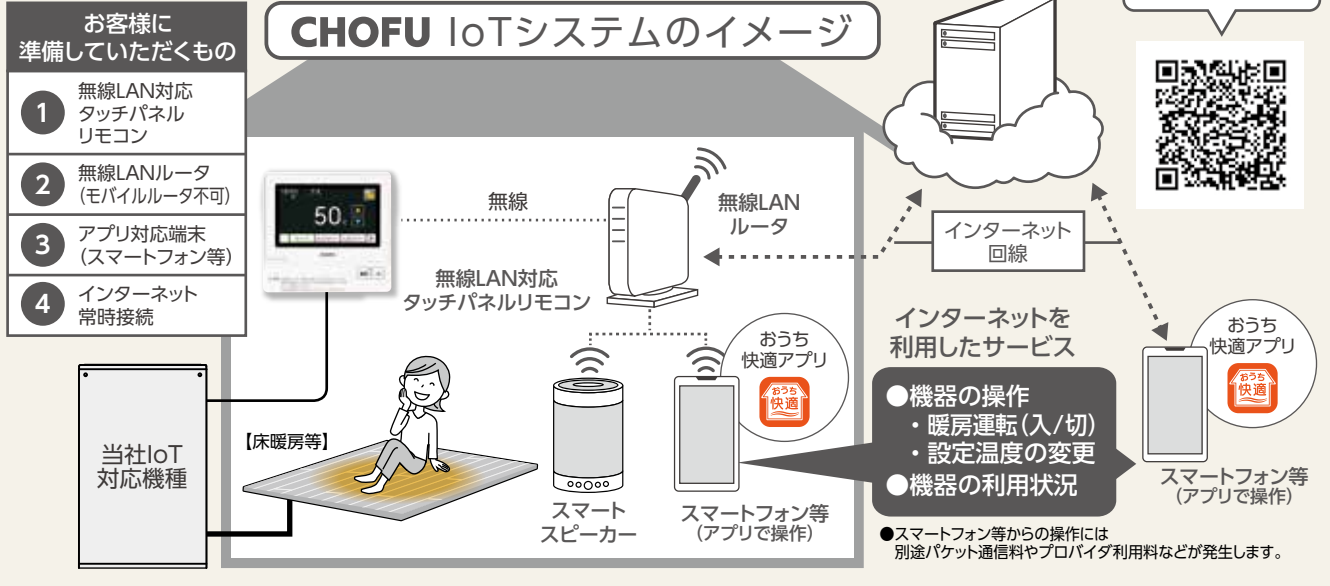 お客様に
準備していただくもの
1
無線LAN対応
タッチパネル
リモコン
2
無線LANルータ
(モバイルルータ不可)
3
アプリ対応端末
(スマートフォン等)
4
インターネット
常時接続
CHOFU IoTシステムのイメージ
50
無線
無線LAN
ルータ
無線LAN対応
タッチパネルリモコン
インターネット
回線
当社IoT
対応機種
【床暖房等】
スマート
スピーカー
おうち
快適アプリ
おうち
快適
スマートフォン等
(アプリで操作)
インターネットを
利用したサービス
●機器の操作
・暖房運転(入/切)
・設定温度の変更
●機器の利用状況
おうち
快適アプリ
おうち
快適
スマートフォン等
(アプリで操作)
●スマートフォン等からの操作には
別途パケット通信料やプロバイダ利用料などが発生します。